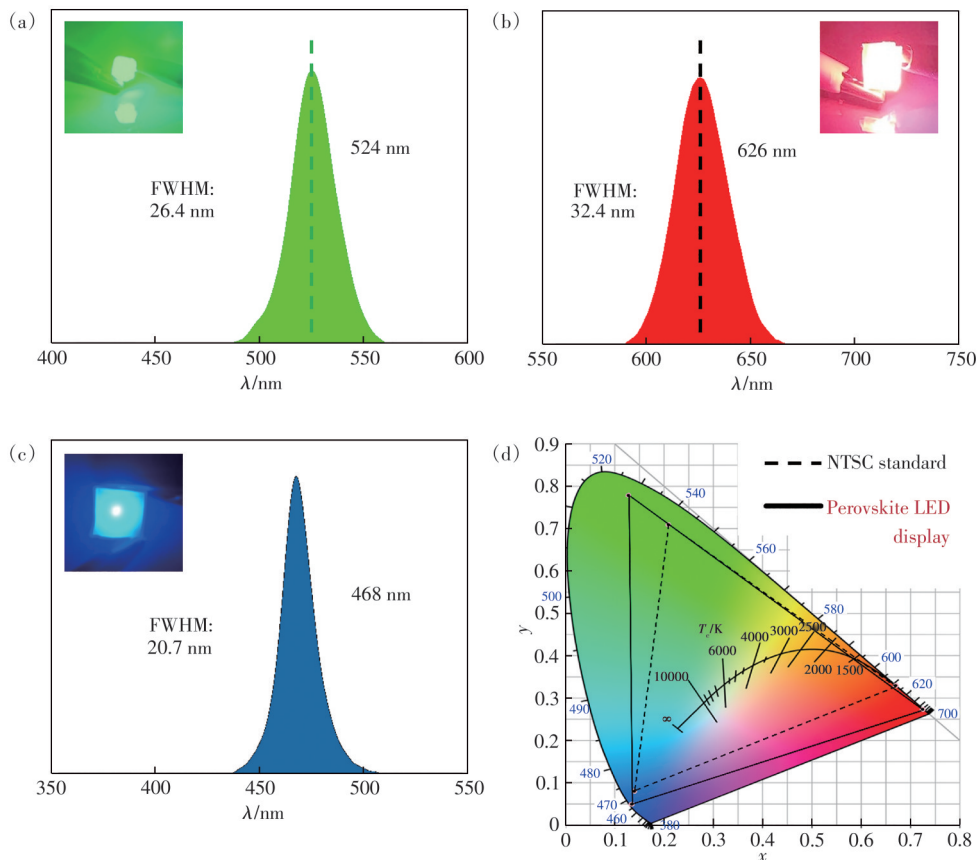 (a)
524 nm
FWHM:
26.4 nm
400
450
500
550
600
λ/nm
(b)
626 nm
FWHM:
32.4 nm
550
600
650
700
750
λ/nm
(c)
468 nm
FWHM:
20.7 nm
350
400
450
500
550
λ/nm
(d)
NTSC standard
Perovskite LED
display
0.9
0.8
0.7
0.6
0.5
0.4
0.3
0.2
0.1
0
y
520
540
560
500
580
600
620
700
490
480
470
460
380
Tc/K
10000
6000
4000
3000
2500
2000
1500
∞
0
0.1
0.2
0.3
0.4
0.5
0.6
0.7
0.8
x